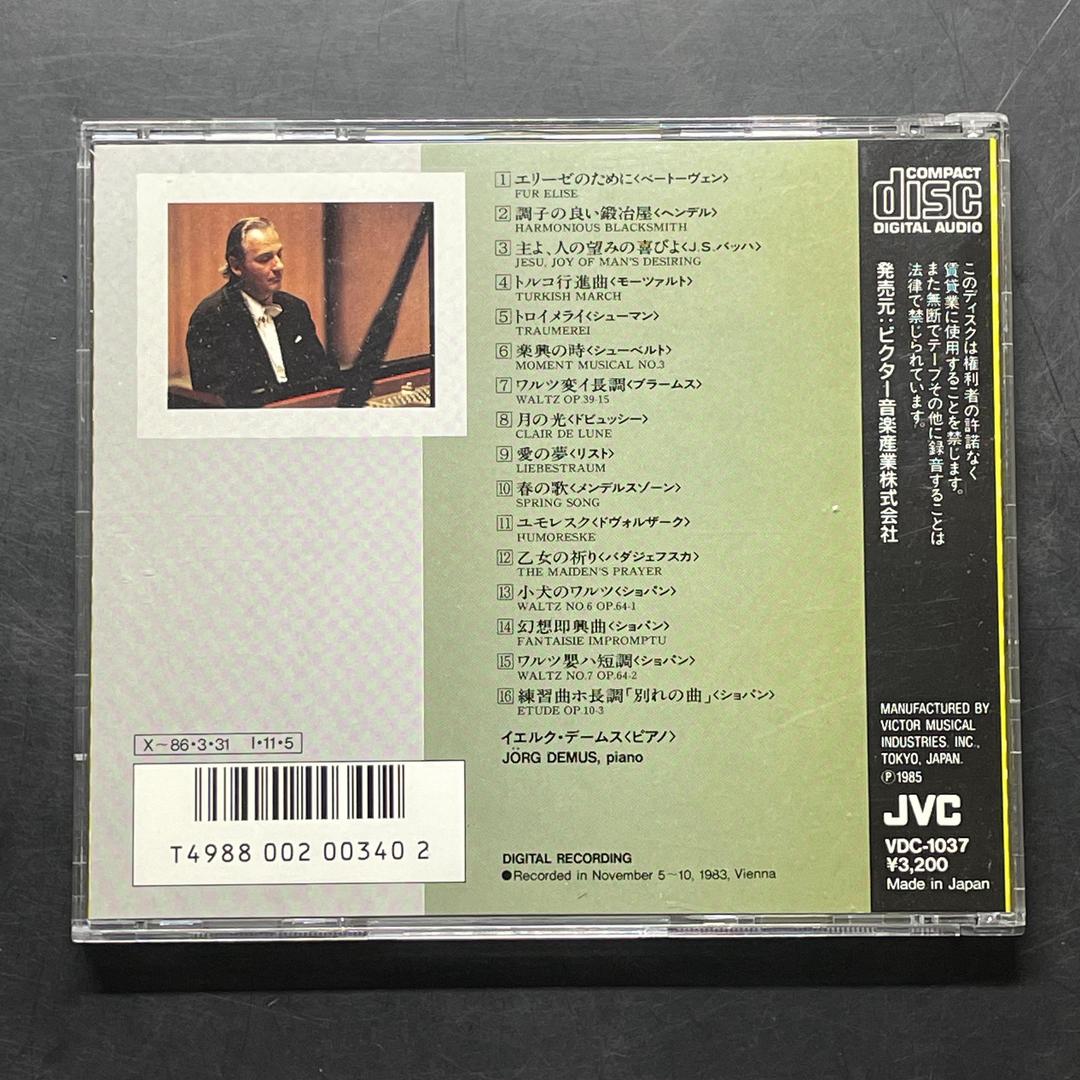 1 エリーゼのために〈ベートーヴェン〉
FUR ELISE
2 調子の良い鍛冶屋〈ヘンデル〉
HARMONIOUS BLACKSMITH
3 主よ、人の望みの喜びよ〈J.S.バッハ〉
JESU, JOY OF MAN'S DESIRING
4 トルコ行進曲〈モーツァルト〉
TURKISH MARCH
5 トロイメライ〈シューマン〉
TRAUMEREI
6 楽興の時〈シューベルト〉
MOMENT MUSICAL NO.3
7 ワルツ変イ長調〈ブラームス〉
WALTZ OP.39-15
8 月の光〈ドビュッシー〉
CLAIR DE LUNE
9 愛の夢〈リスト〉
LIEBESTRAUM
10 春の歌〈メンデルスゾーン〉
SPRING SONG
11 ユモレスク〈ドヴォルザーク〉
HUMORESKE
12 乙女の祈り〈バダジェフスカ〉
THE MAIDEN'S PRAYER
13 小犬のワルツ〈ショパン〉
WALTZ NO.6 OP.64-1
14 幻想即興曲〈ショパン〉
FANTAISIE IMPROMPTU
15 ワルツ嬰ハ短調〈ショパン〉
WALTZ NO.7 OP.64-2
16 練習曲ホ長調「別れの曲」〈ショパン〉
ETUDE OP.10-3
イエルク・デームス〈ピアノ〉
JÖRG DEMUS, piano
DIGITAL RECORDING
●Recorded in November 5~10, 1983, Vienna
X~86・3・31 I・11・5
T4988 002 00340 2
COMPACT
disc
DIGITAL AUDIO
このディスクは権利者の許諾なく
賃貸業に使用することを禁じます。
また無断でテープその他に録音することは
法律で禁じられています。
発売元:ビクター音楽産業株式会社
MANUFACTURED BY
VICTOR MUSICAL
INDUSTRIES. INC.,
TOKYO, JAPAN.
Ⓟ1985
JVC
VDC-1037
¥3,200
Made in Japan